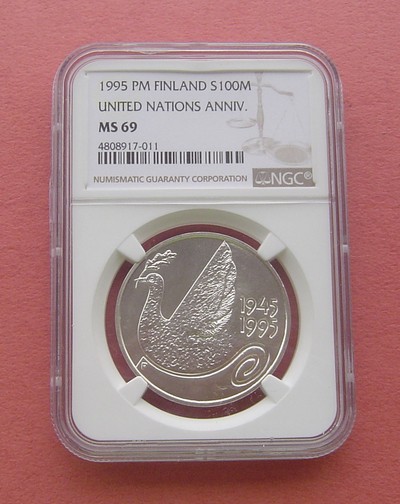 1995 PM FINLAND S100M
UNITED NATIONS ANNIV.
MS 69
4808917-011
NUMISMATIC GUARANTY CORPORATION
NGC®
1945
1995